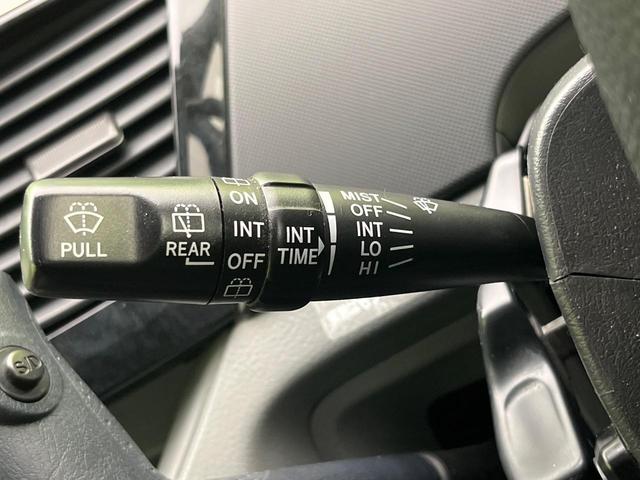 PULL
REAR
ON
INT
OFF
INT
TIME
MIST
OFF
INT
LO
HI
S/D